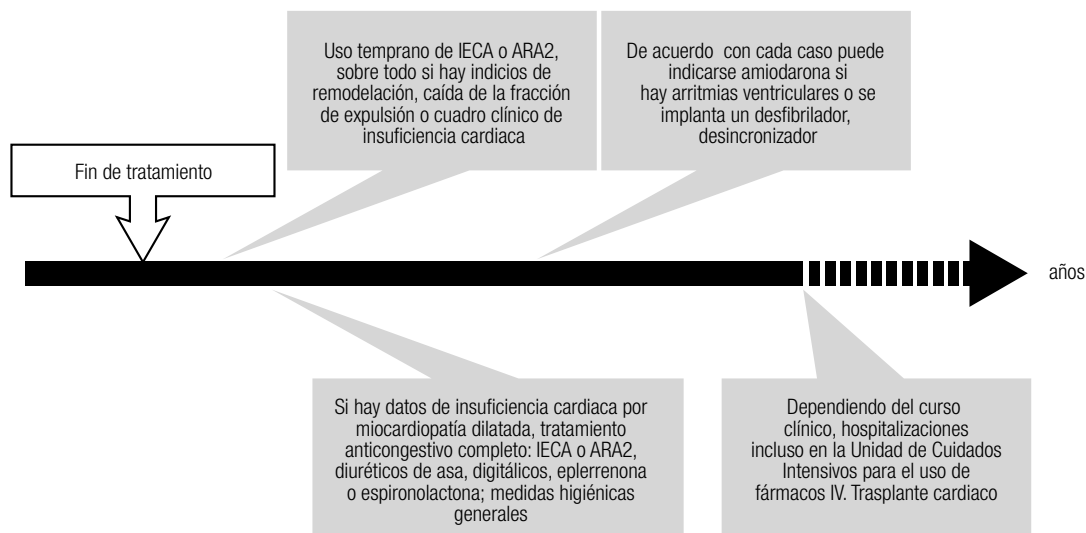 Uso temprano de IECA o ARA2,
sobre todo si hay indicios de
remodelación, caída de la fracción
de expulsión o cuadro clínico de
insuficiencia cardiaca
De acuerdo con cada caso puede
indicarse amiodarona si
hay arritmias ventriculares o se
implanta un desfibrilador,
desincronizador
Fin de tratamiento
años
Si hay datos de insuficiencia cardiaca por
miocardiopatía dilatada, tratamiento
anticongestivo completo: IECA o ARA2,
diuréticos de asa, digitálicos, eplerrenona
o espironolactona; medidas higiénicas
generales
Dependiendo del curso
clínico, hospitalizaciones
incluso en la Unidad de Cuidados
Intensivos para el uso de
fármacos IV. Trasplante cardiaco